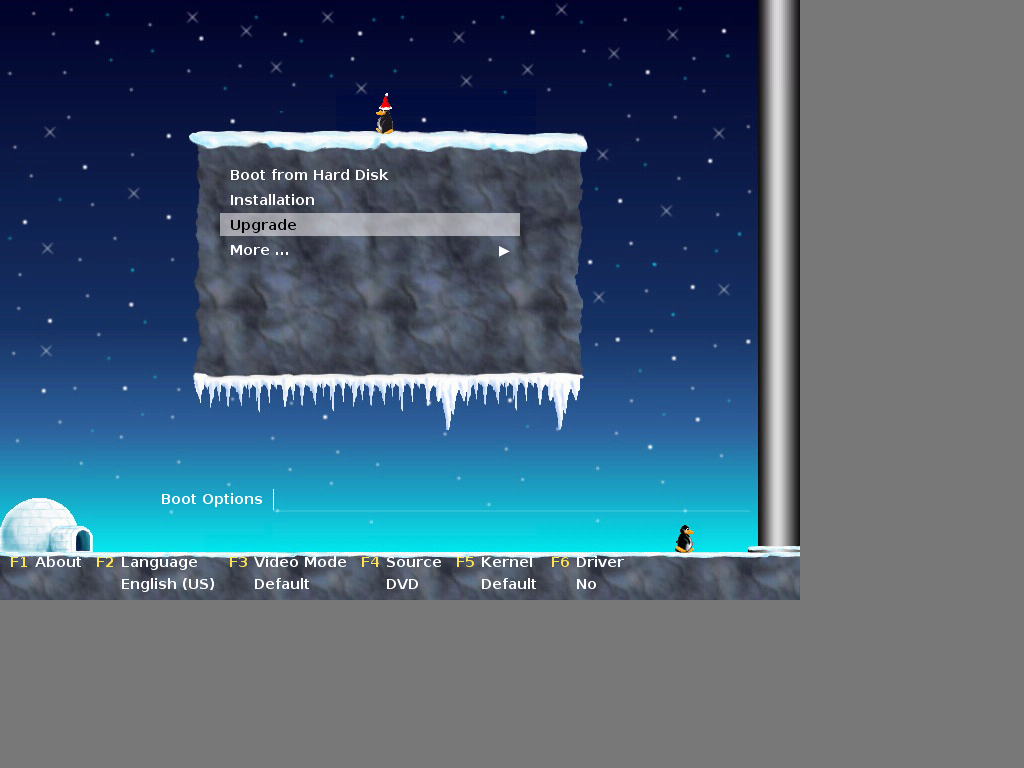 Boot from Hard Disk
Installation
Upgrade
More ...
Boot Options
F1 About F2 Language F3 Video Mode F4 Source F5 Kernel F6 Driver
English (US) Default DVD Default No